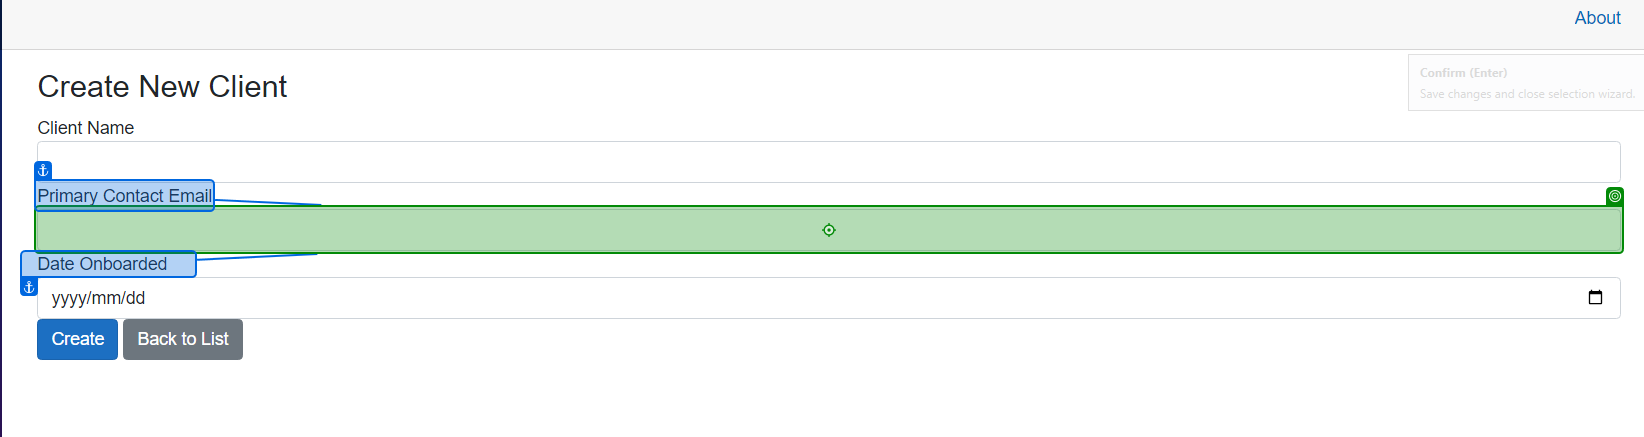 About
Create New Client
Confirm (Enter)
Save changes and close selection wizard.
Client Name
Primary Contact Email
Date Onboarded
yyyy/mm/dd
Create
Back to List